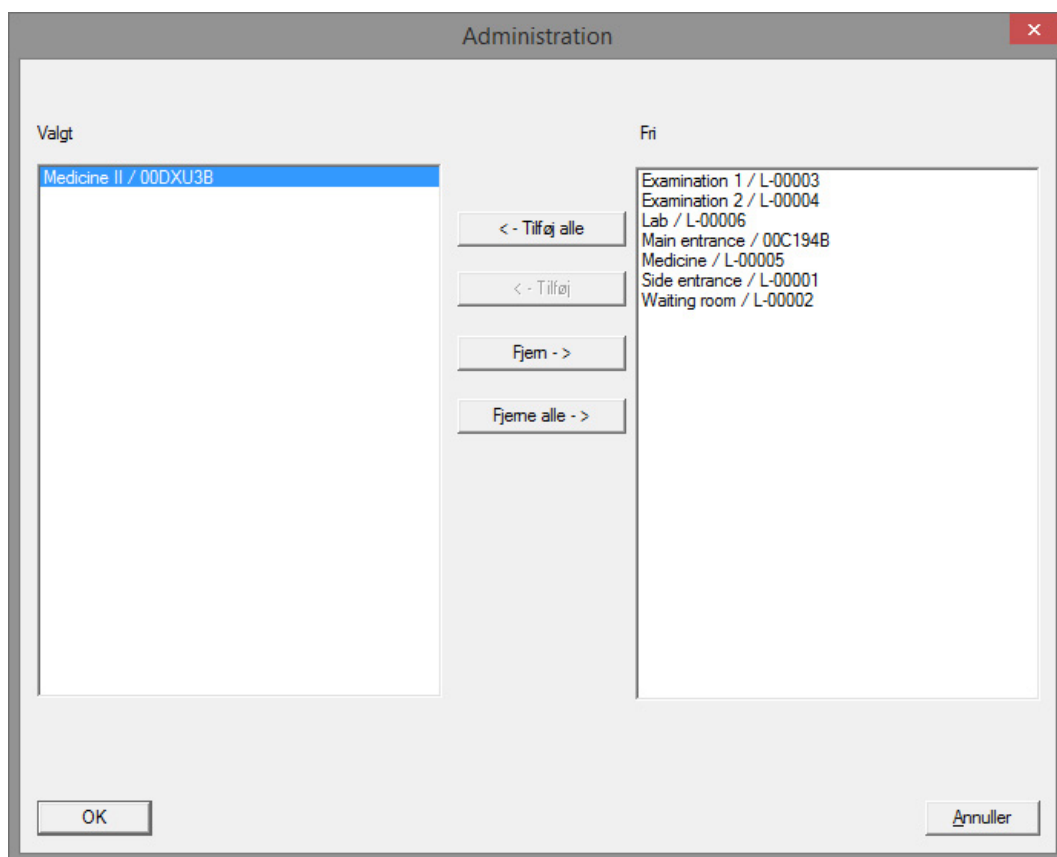 Administration
Valgt
Fri
Medicine II / 00DXU3B
< - Tilføj alle
< - Tilføj
Fjern - >
Fjerne alle - >
Examination 1 / L-00003
Examination 2 / L-00004
Lab / L-00006
Main entrance / 00C194B
Medicine / L-00005
Side entrance / L-00001
Waiting room / L-00002
OK
Annuller